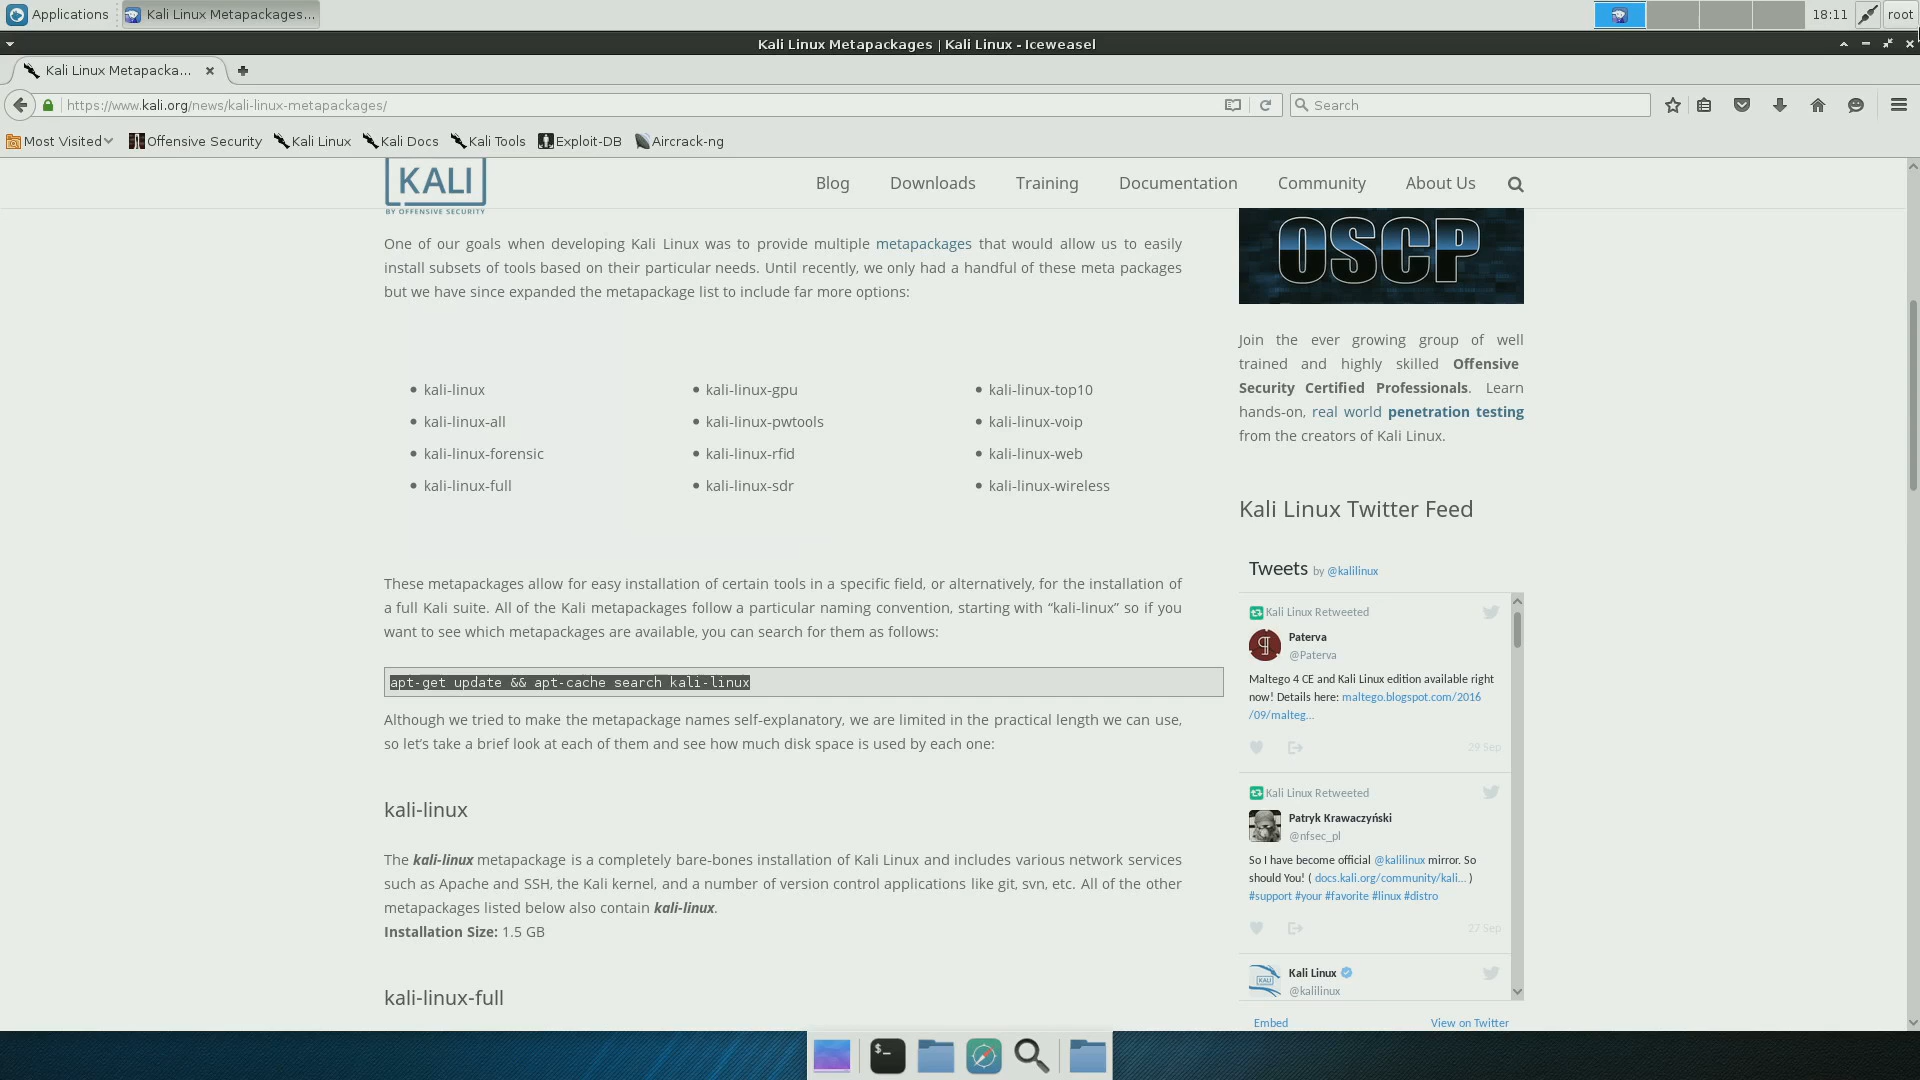 Applications
Kali Linux Metapackages...
18:11
root
Kali Linux Metapackages | Kali Linux - Iceweasel
Kali Linux Metapacka...
https://www.kali.org/news/kali-linux-metapackages/
Search
Most Visited
Offensive Security
Kali Linux
Kali Docs
Kali Tools
Exploit-DB
Aircrack-ng
KALI
BY OFFENSIVE SECURITY
Blog
Downloads
Training
Documentation
Community
About Us
One of our goals when developing Kali Linux was to provide multiple metapackages that would allow us to easily
install subsets of tools based on their particular needs. Until recently, we only had a handful of these meta packages
but we have since expanded the metapackage list to include far more options:
• kali-linux
• kali-linux-all
• kali-linux-forensic
• kali-linux-full
• kali-linux-gpu
• kali-linux-pwtools
• kali-linux-rfid
• kali-linux-sdr
• kali-linux-top10
• kali-linux-voip
• kali-linux-web
• kali-linux-wireless
These metapackages allow for easy installation of certain tools in a specific field, or alternatively, for the installation of
a full Kali suite. All of the Kali metapackages follow a particular naming convention, starting with “kali-linux” so if you
want to see which metapackages are available, you can search for them as follows:
apt-get update && apt-cache search kali-linux
Although we tried to make the metapackage names self-explanatory, we are limited in the practical length we can use,
so let’s take a brief look at each of them and see how much disk space is used by each one:
kali-linux
The kali-linux metapackage is a completely bare-bones installation of Kali Linux and includes various network services
such as Apache and SSH, the Kali kernel, and a number of version control applications like git, svn, etc. All of the other
metapackages listed below also contain kali-linux.
Installation Size: 1.5 GB
kali-linux-full
OSCP
Join the ever growing group of well
trained and highly skilled Offensive
Security Certified Professionals. Learn
hands-on, real world penetration testing
from the creators of Kali Linux.
Kali Linux Twitter Feed
Tweets by @kalilinux
Kali Linux Retweeted
Paterva
@Paterva
Maltego 4 CE and Kali Linux edition available right
now! Details here: maltego.blogspot.com/2016
/09/malteg...
29 Sep
Kali Linux Retweeted
Patryk Krawaczyński
@nfsec_pl
So I have become official @kalilinux mirror. So
should You! ( docs.kali.org/community/kali... )
#support #your #favorite #linux #distro
27 Sep
Kali Linux
@kalilinux
Embed
View on Twitter